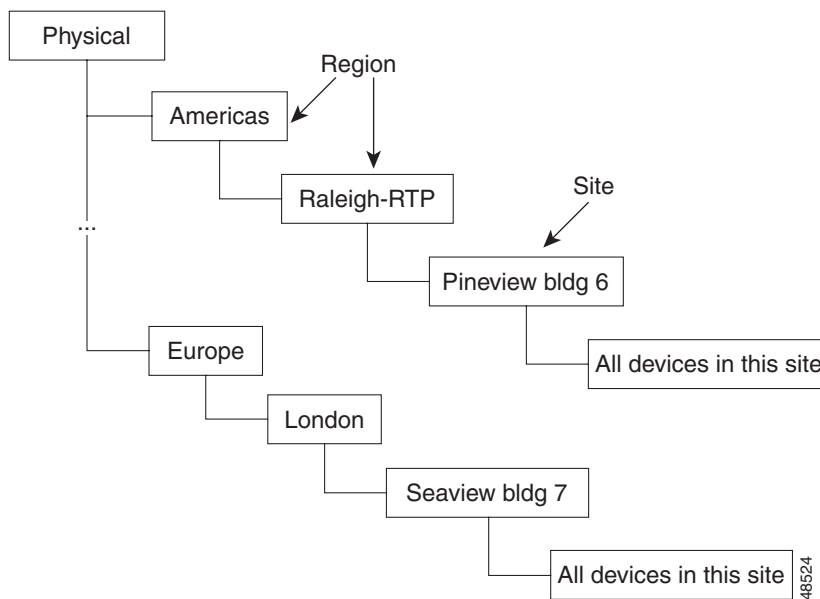 Physical
Region
Americas
Raleigh-RTP
Site
Pineview bldg 6
...
Europe
All devices in this site
London
Seaview bldg 7
All devices in this site
48524